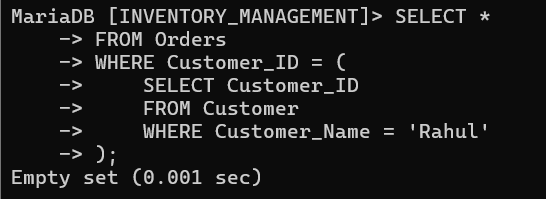 MariaDB [INVENTORY_MANAGEMENT]> SELECT *
    -> FROM Orders
    -> WHERE Customer_ID = (
    ->     SELECT Customer_ID
    ->     FROM Customer
    ->     WHERE Customer_Name = 'Rahul'
    -> );
Empty set (0.001 sec)